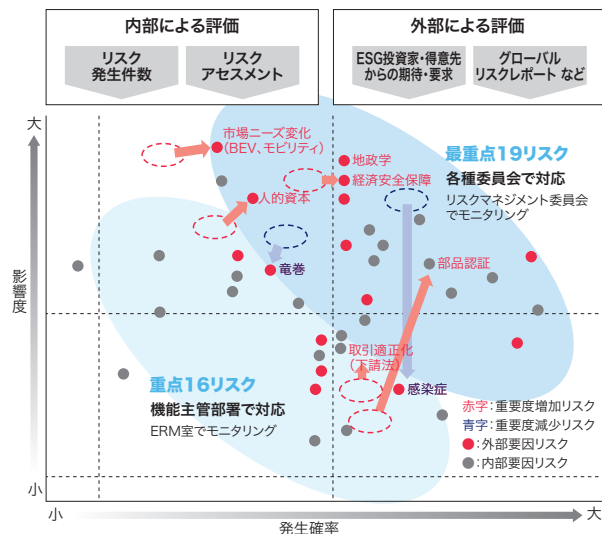 内部による評価
外部による評価
リスク
発生件数
リスク
アセスメント
ESG投資家・得意先
からの期待・要求
グローバル
リスクレポート など
大
影響度
小
市場ニーズ変化
(BEV、モビリティ)
地政学
経済安全保障
人的資本
最重点19リスク
各種委員会で対応
リスクマネジメント委員会
でモニタリング
竜巻
部品認証
取引適正化
(下請法)
重点16リスク
機能主管部署で対応
ERM室でモニタリング
感染症
赤字:重要度増加リスク
青字:重要度減少リスク
●:外部要因リスク
●:内部要因リスク
小
発生確率
大